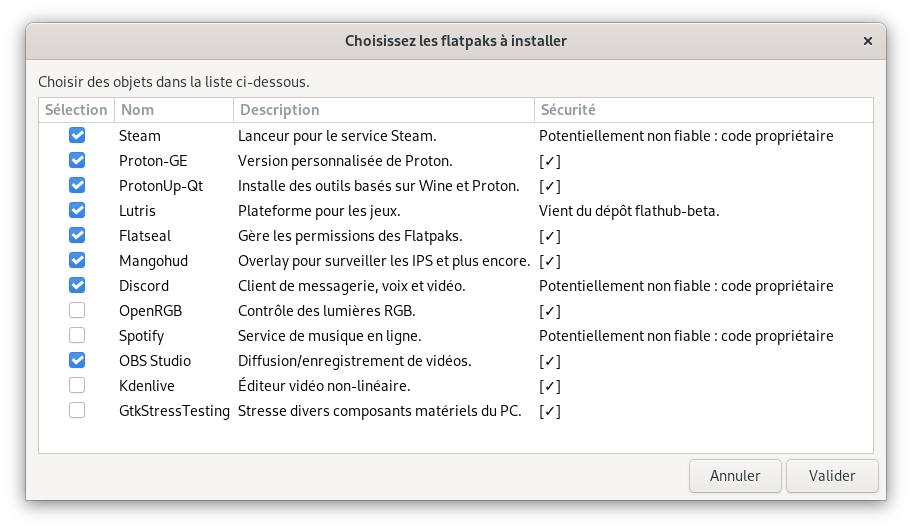 Choisissez les flatpaks à installer ×
Choisir des objets dans la liste ci-dessous.
Sélection Nom Description Sécurité
Steam Lanceur pour le service Steam. Potentiellement non fiable : code propriétaire
Proton-GE Version personnalisée de Proton. [✓]
ProtonUp-Qt Installe des outils basés sur Wine et Proton. [✓]
Lutris Plateforme pour les jeux. Vient du dépôt flathub-beta.
Flatseal Gère les permissions des Flatpaks. [✓]
Mangohud Overlay pour surveiller les IPS et plus encore. [✓]
Discord Client de messagerie, voix et vidéo. Potentiellement non fiable : code propriétaire
OpenRGB Contrôle des lumières RGB. [✓]
Spotify Service de musique en ligne. Potentiellement non fiable : code propriétaire
OBS Studio Diffusion/enregistrement de vidéos. [✓]
Kdenlive Éditeur vidéo non-linéaire. [✓]
GtkStressTesting Stresse divers composants matériels du PC. [✓]
Annuler Valider